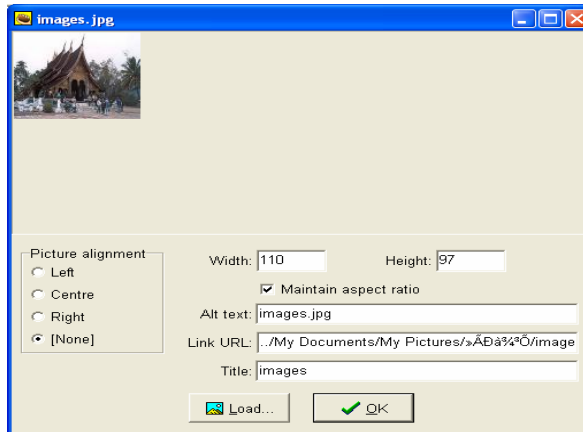 images.jpg
Picture alignment
Left
Centre
Right
[None]
Width: 110 Height: 97
Maintain aspect ratio
Alt text: images.jpg
Link URL: ../My Documents/My Pictures/»ÃÐà¾³Õ/image
Title: images
Load... OK